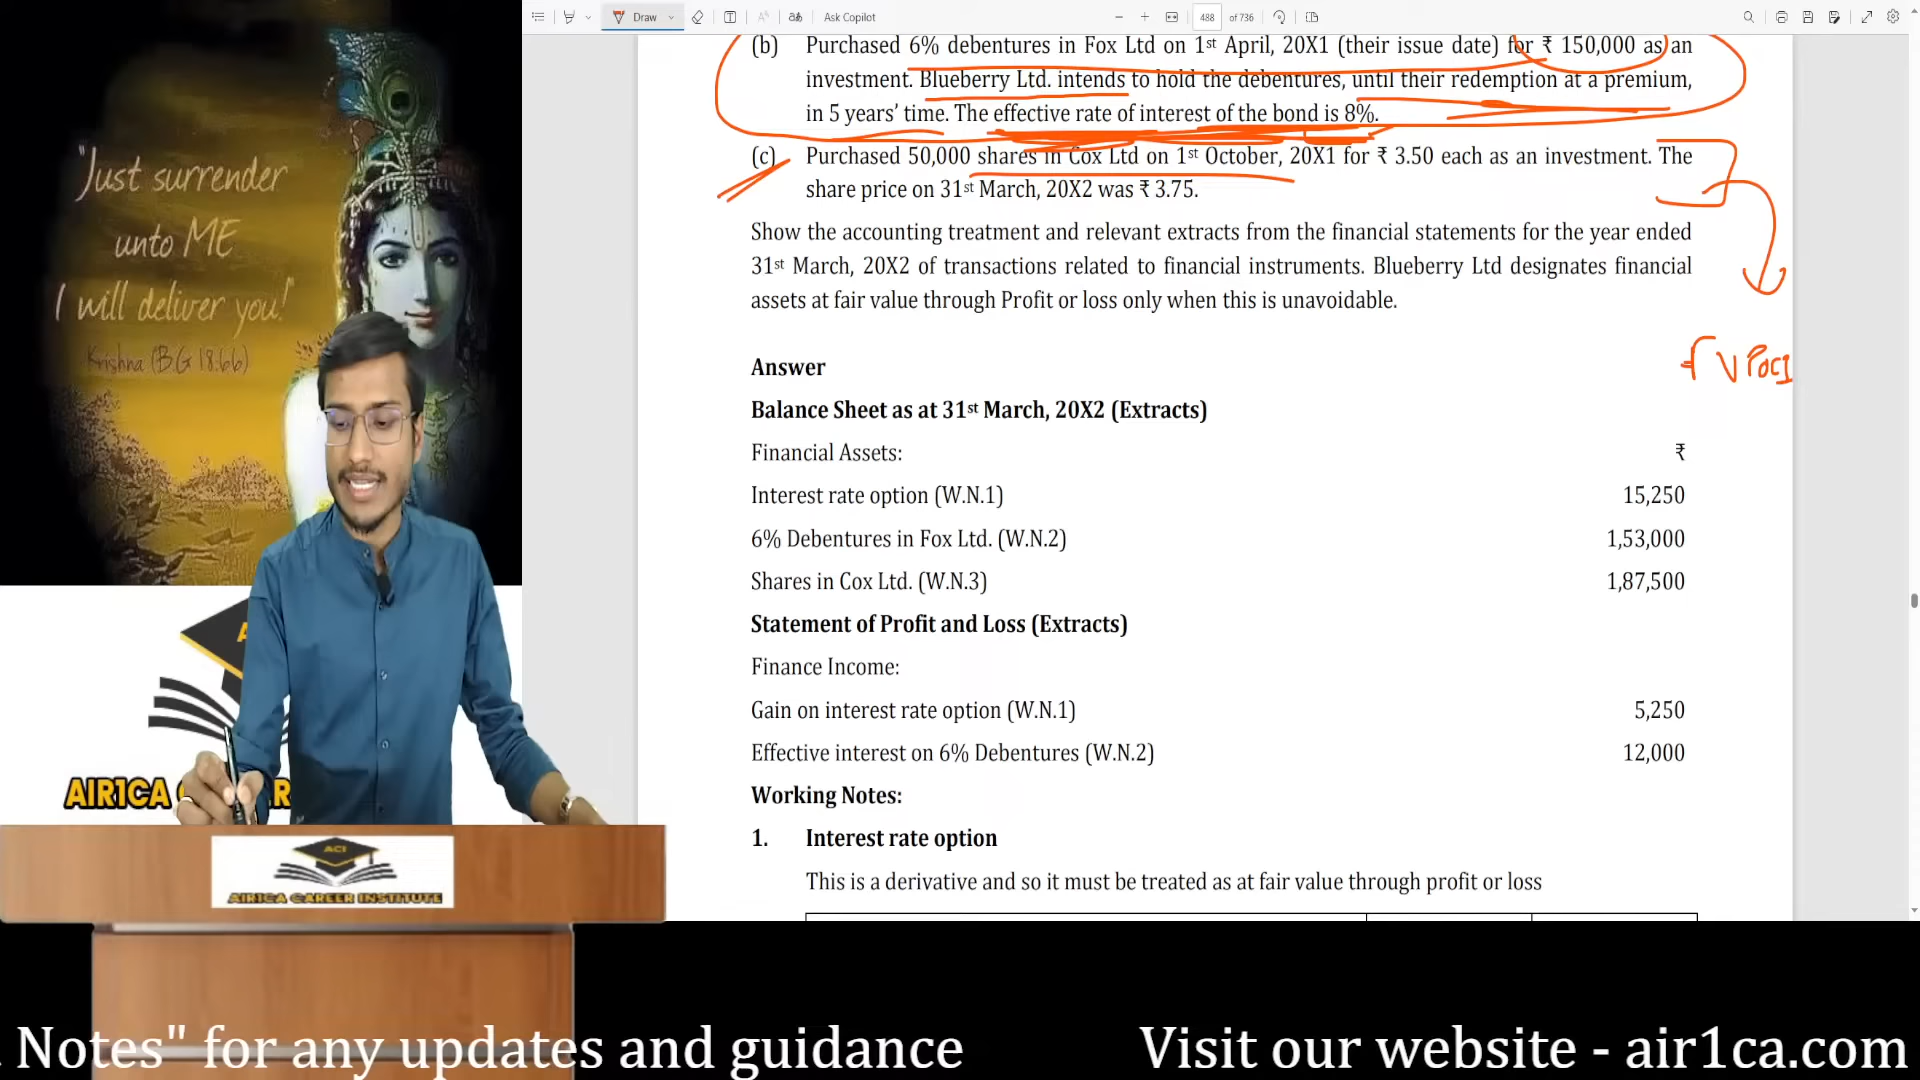 "Just surrender
unto ME
I will deliver you!"
Krishna (B.G 18.66)
AIR1CA
R
ACI
AIR1CA CAREER INSTITUTE
Draw
Ask Copilot
488
of 736
(b) Purchased 6% debentures in Fox Ltd on 1st April, 20X1 (their issue date) for ₹ 150,000 as an
investment. Blueberry Ltd. intends to hold the debentures, until their redemption at a premium,
in 5 years' time. The effective rate of interest of the bond is 8%.
(c) Purchased 50,000 shares in Cox Ltd on 1st October, 20X1 for ₹ 3.50 each as an investment. The
share price on 31st March, 20X2 was ₹ 3.75.
Show the accounting treatment and relevant extracts from the financial statements for the year ended
31st March, 20X2 of transactions related to financial instruments. Blueberry Ltd designates financial
assets at fair value through Profit or loss only when this is unavoidable.
FVTOCI
Answer
Balance Sheet as at 31st March, 20X2 (Extracts)
Financial Assets: ₹
Interest rate option (W.N.1) 15,250
6% Debentures in Fox Ltd. (W.N.2) 1,53,000
Shares in Cox Ltd. (W.N.3) 1,87,500
Statement of Profit and Loss (Extracts)
Finance Income:
Gain on interest rate option (W.N.1) 5,250
Effective interest on 6% Debentures (W.N.2) 12,000
Working Notes:
1. Interest rate option
This is a derivative and so it must be treated as at fair value through profit or loss
Notes" for any updates and guidance Visit our website - air1ca.com